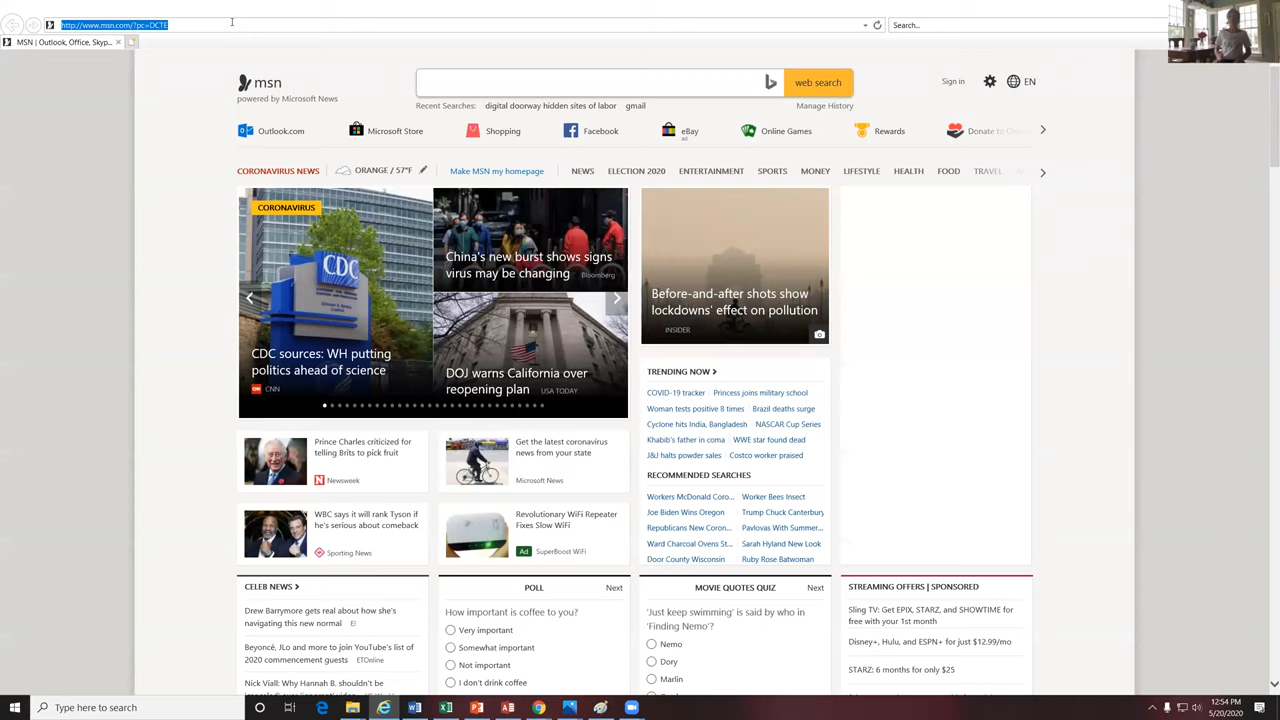 http://www.msn.com/?pc=DCTE
Search...
MSN | Outlook, Office, Skyp...
msn
powered by Microsoft News
web search
Sign in
EN
Recent Searches: digital doorway hidden sites of labor gmail
Manage History
Outlook.com
Microsoft Store
Shopping
Facebook
eBay
ad
Online Games
Rewards
CORONAVIRUS NEWS
ORANGE / 57°F
Make MSN my homepage
NEWS ELECTION 2020 ENTERTAINMENT SPORTS MONEY LIFESTYLE HEALTH FOOD TRAVEL
CORONAVIRUS
CDC
CDC sources: WH putting
politics ahead of science
CNN
China's new burst shows signs
virus may be changing Bloomberg
DOJ warns California over
reopening plan USA TODAY
Before-and-after shots show
lockdowns' effect on pollution
INSIDER
TRENDING NOW
COVID-19 tracker Princess joins military school
Woman tests positive 8 times Brazil deaths surge
Cyclone hits India, Bangladesh NASCAR Cup Series
Khabib's father in coma WWE star found dead
J&J halts powder sales Costco worker praised
RECOMMENDED SEARCHES
Workers McDonald Coro... Worker Bees Insect
Joe Biden Wins Oregon Trump Chuck Canterbury
Republicans New Coron... Pavlovas With Summer...
Ward Charcoal Ovens St... Sarah Hyland New Look
Door County Wisconsin Ruby Rose Batwoman
Prince Charles criticized for
telling Brits to pick fruit
Newsweek
Get the latest coronavirus
news from your state
Microsoft News
WBC says it will rank Tyson if
he's serious about comeback
Sporting News
Revolutionary WiFi Repeater
Fixes Slow WiFi
Ad SuperBoost WiFi
CELEB NEWS
Drew Barrymore gets real about how she's
navigating this new normal E!
Beyoncé, JLo and more to join YouTube's list of
2020 commencement guests ETOnline
Nick Viall: Why Hannah B. shouldn't be
POLL
Next
How important is coffee to you?
Very important
Somewhat important
Not important
I don't drink coffee
MOVIE QUOTES QUIZ
Next
'Just keep swimming' is said by who in
'Finding Nemo'?
Nemo
Dory
Marlin
STREAMING OFFERS | SPONSORED
Sling TV: Get EPIX, STARZ, and SHOWTIME for
free with your 1st month
Disney+, Hulu, and ESPN+ for just $12.99/mo
STARZ: 6 months for only $25
Type here to search
12:54 PM
5/20/2020